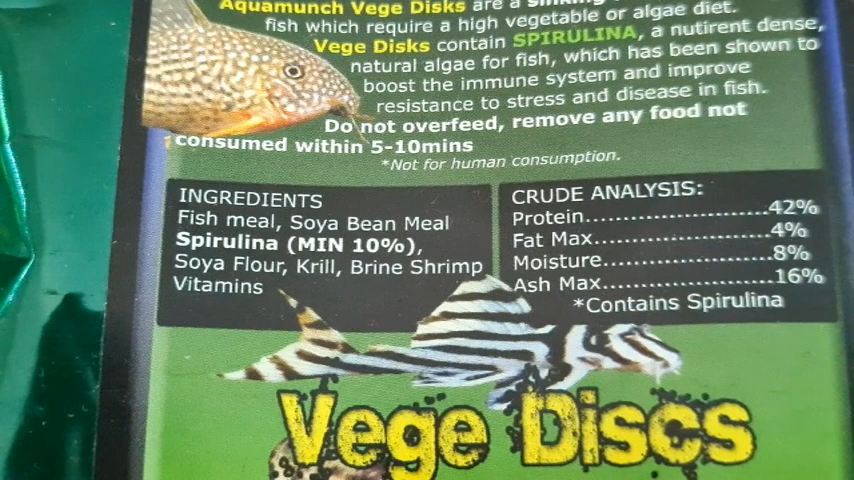 Aquamunch Vege Disks are a sinking
fish which require a high vegetable or algae diet.
Vege Disks contain SPIRULINA, a nutirent dense,
natural algae for fish, which has been shown to
boost the immune system and improve
resistance to stress and disease in fish.
Do not overfeed, remove any food not
consumed within 5-10mins
*Not for human consumption.
INGREDIENTS
Fish meal, Soya Bean Meal
Spirulina (MIN 10%),
Soya Flour, Krill, Brine Shrimp
Vitamins
CRUDE ANALYSIS:
Protein........................42%
Fat Max.......................4%
Moisture......................8%
Ash Max......................16%
*Contains Spirulina
Vege Discs